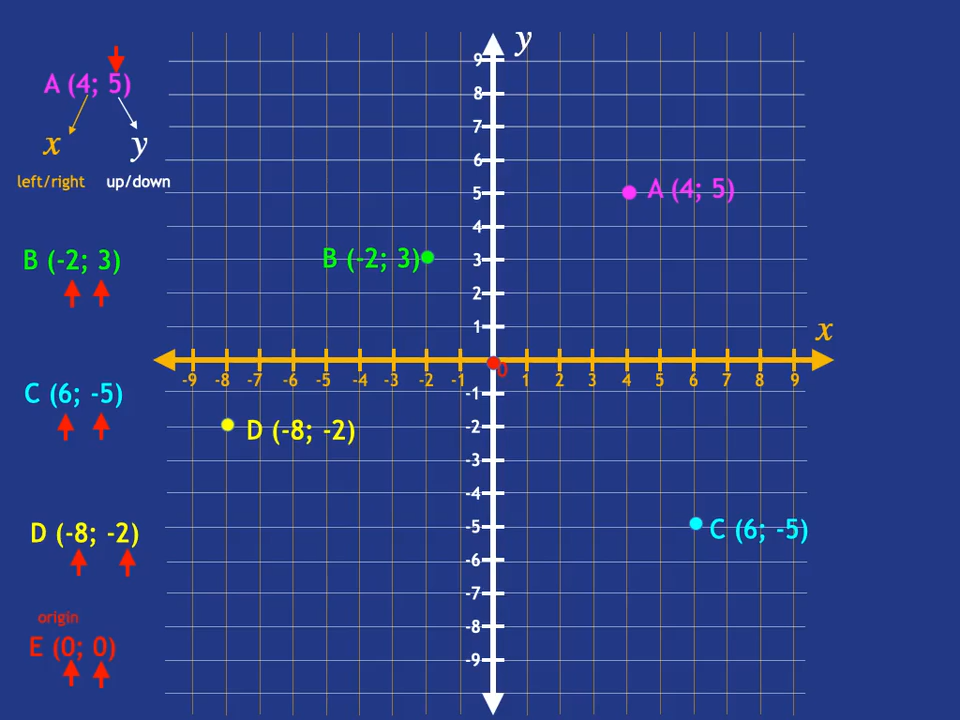 A (4; 5)
x y
left/right up/down
B (-2; 3)
C (6; -5)
D (-8; -2)
origin
E (0; 0)
y
9
8
7
6
5
A (4; 5)
4
B (-2; 3)
3
2
1
x
0
-9 -8 -7 -6 -5 -4 -3 -2 -1 1 2 3 4 5 6 7 8 9
-1
-2
D (-8; -2)
-3
-4
-5
C (6; -5)
-6
-7
-8
-9